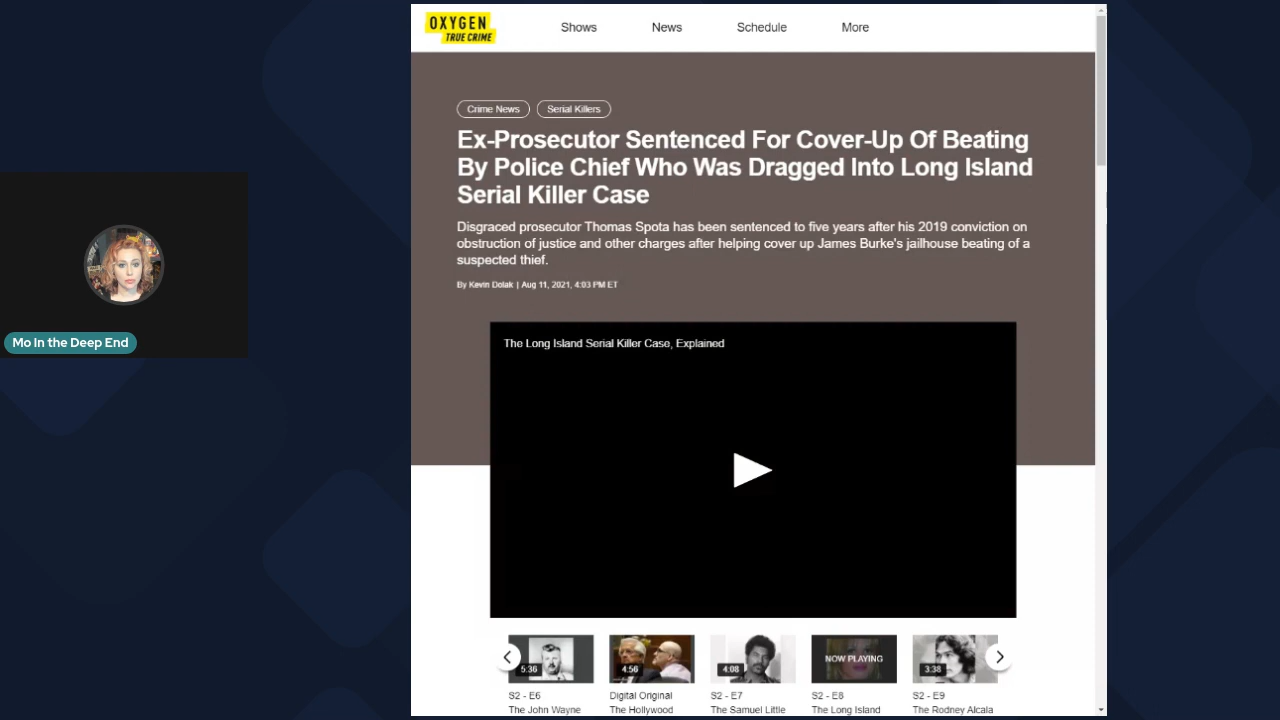 OXYGEN
TRUE CRIME
Shows News Schedule More
Crime News Serial Killers
Ex-Prosecutor Sentenced For Cover-Up Of Beating
By Police Chief Who Was Dragged Into Long Island
Serial Killer Case
Disgraced prosecutor Thomas Spota has been sentenced to five years after his 2019 conviction on
obstruction of justice and other charges after helping cover up James Burke's jailhouse beating of a
suspected thief.
By Kevin Dolak | Aug 11, 2021, 4:03 PM ET
Mo In the Deep End
The Long Island Serial Killer Case, Explained
5:36 4:56 4:08 NOW PLAYING 3:38
S2 - E6 Digital Original S2 - E7 S2 - E8 S2 - E9
The John Wayne The Hollywood The Samuel Little The Long Island The Rodney Alcala